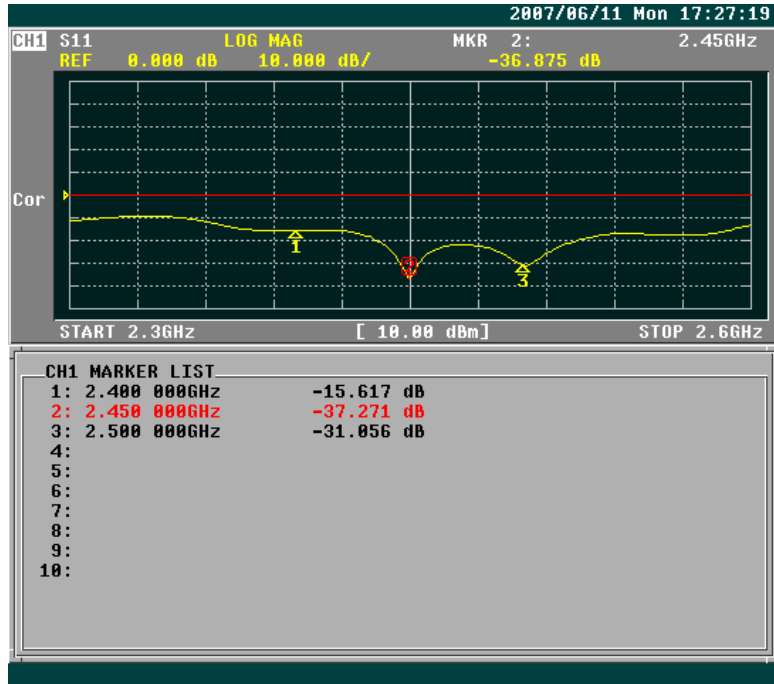 2007/06/11 Mon 17:27:19
CH1 S11 LOG MAG MKR 2: 2.45GHz
REF 0.000 dB 10.000 dB/ -36.875 dB
Cor
1
2
3
START 2.3GHz [ 10.00 dBm] STOP 2.6GHz
CH1 MARKER LIST
1: 2.400 000GHz -15.617 dB
2: 2.450 000GHz -37.271 dB
3: 2.500 000GHz -31.056 dB
4:
5:
6:
7:
8:
9:
10: